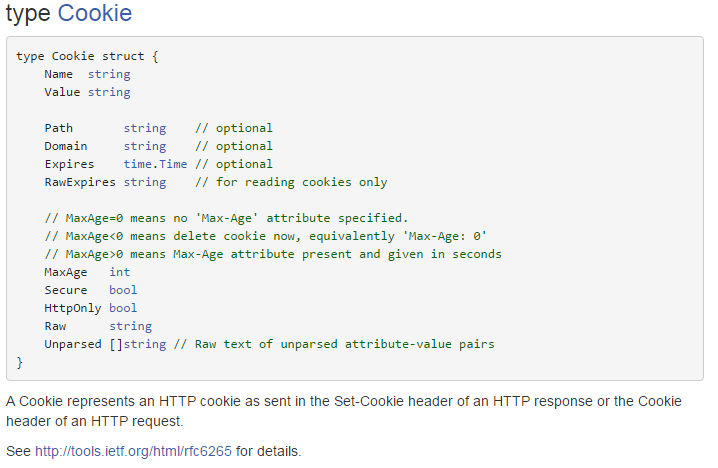 type Cookie
type Cookie struct {
    Name  string
    Value string

    Path       string    // optional
    Domain     string    // optional
    Expires    time.Time // optional
    RawExpires string    // for reading cookies only

    // MaxAge=0 means no 'Max-Age' attribute specified.
    // MaxAge<0 means delete cookie now, equivalently 'Max-Age: 0'
    // MaxAge>0 means Max-Age attribute present and given in seconds
    MaxAge   int
    Secure   bool
    HttpOnly bool
    Raw      string
    Unparsed []string // Raw text of unparsed attribute-value pairs
}
A Cookie represents an HTTP cookie as sent in the Set-Cookie header of an HTTP response or the Cookie
header of an HTTP request.
See http://tools.ietf.org/html/rfc6265 for details.